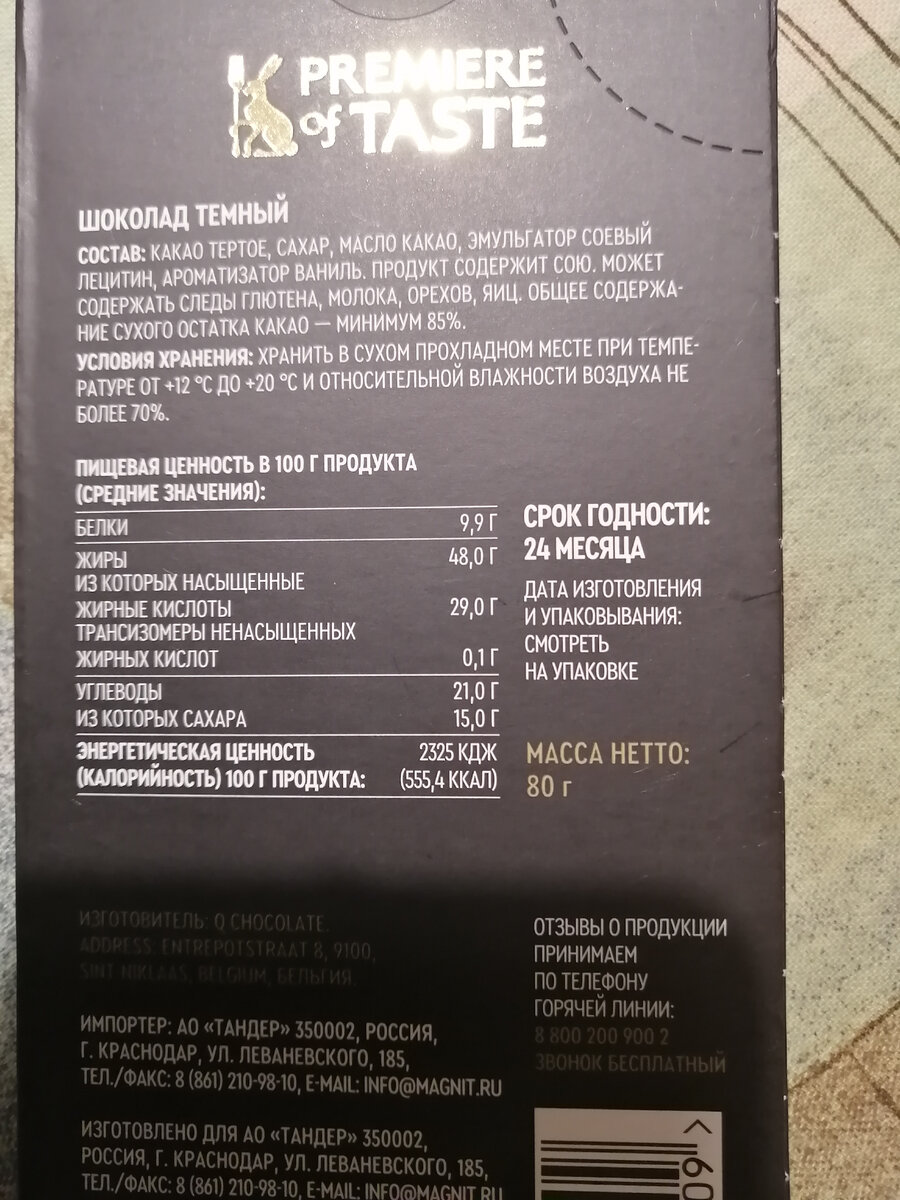 PREMIERE
of TASTE
ШОКОЛАД ТЕМНЫЙ
СОСТАВ: КАКАО ТЕРТОЕ, САХАР, МАСЛО КАКАО, ЭМУЛЬГАТОР СОЕВЫЙ
ЛЕЦИТИН, АРОМАТИЗАТОР ВАНИЛЬ. ПРОДУКТ СОДЕРЖИТ СОЮ. МОЖЕТ
СОДЕРЖАТЬ СЛЕДЫ ГЛЮТЕНА, МОЛОКА, ОРЕХОВ, ЯИЦ. ОБЩЕЕ СОДЕРЖА-
НИЕ СУХОГО ОСТАТКА КАКАО — МИНИМУМ 85%.
УСЛОВИЯ ХРАНЕНИЯ: ХРАНИТЬ В СУХОМ ПРОХЛАДНОМ МЕСТЕ ПРИ ТЕМПЕ-
РАТУРЕ ОТ +12 °С ДО +20 °С И ОТНОСИТЕЛЬНОЙ ВЛАЖНОСТИ ВОЗДУХА НЕ
БОЛЕЕ 70%.
ПИЩЕВАЯ ЦЕННОСТЬ В 100 Г ПРОДУКТА
(СРЕДНИЕ ЗНАЧЕНИЯ):
БЕЛКИ 9,9 Г
ЖИРЫ 48,0 Г
ИЗ КОТОРЫХ НАСЫЩЕННЫЕ
ЖИРНЫЕ КИСЛОТЫ 29,0 Г
ТРАНСИЗОМЕРЫ НЕНАСЫЩЕННЫХ
ЖИРНЫХ КИСЛОТ 0,1 Г
УГЛЕВОДЫ 21,0 Г
ИЗ КОТОРЫХ САХАРА 15,0 Г
ЭНЕРГЕТИЧЕСКАЯ ЦЕННОСТЬ 2325 КДЖ
(КАЛОРИЙНОСТЬ) 100 Г ПРОДУКТА: (555,4 ККАЛ)
СРОК ГОДНОСТИ:
24 МЕСЯЦА
ДАТА ИЗГОТОВЛЕНИЯ
И УПАКОВЫВАНИЯ:
СМОТРЕТЬ
НА УПАКОВКЕ
МАССА НЕТТО:
80 г
ИЗГОТОВИТЕЛЬ: Q CHOCOLATE.
ADDRESS: ENTREPOTSTRAAT 8, 9100,
SINT-NIKLAAS, BELGIUM, БЕЛЬГИЯ.
ИМПОРТЕР: АО «ТАНДЕР» 350002, РОССИЯ,
Г. КРАСНОДАР, УЛ. ЛЕВАНЕВСКОГО, 185,
ТЕЛ./ФАКС: 8 (861) 210-98-10, E-MAIL: INFO@MAGNIT.RU
ИЗГОТОВЛЕНО ДЛЯ АО «ТАНДЕР» 350002,
РОССИЯ, Г. КРАСНОДАР, УЛ. ЛЕВАНЕВСКОГО, 185,
ТЕЛ./ФАКС: 8 (861) 210-98-10, E-MAIL: INFO@MAGNIT.RU
ОТЗЫВЫ О ПРОДУКЦИИ
ПРИНИМАЕМ
ПО ТЕЛЕФОНУ
ГОРЯЧЕЙ ЛИНИИ:
8 800 200 900 2
ЗВОНОК БЕСПЛАТНЫЙ